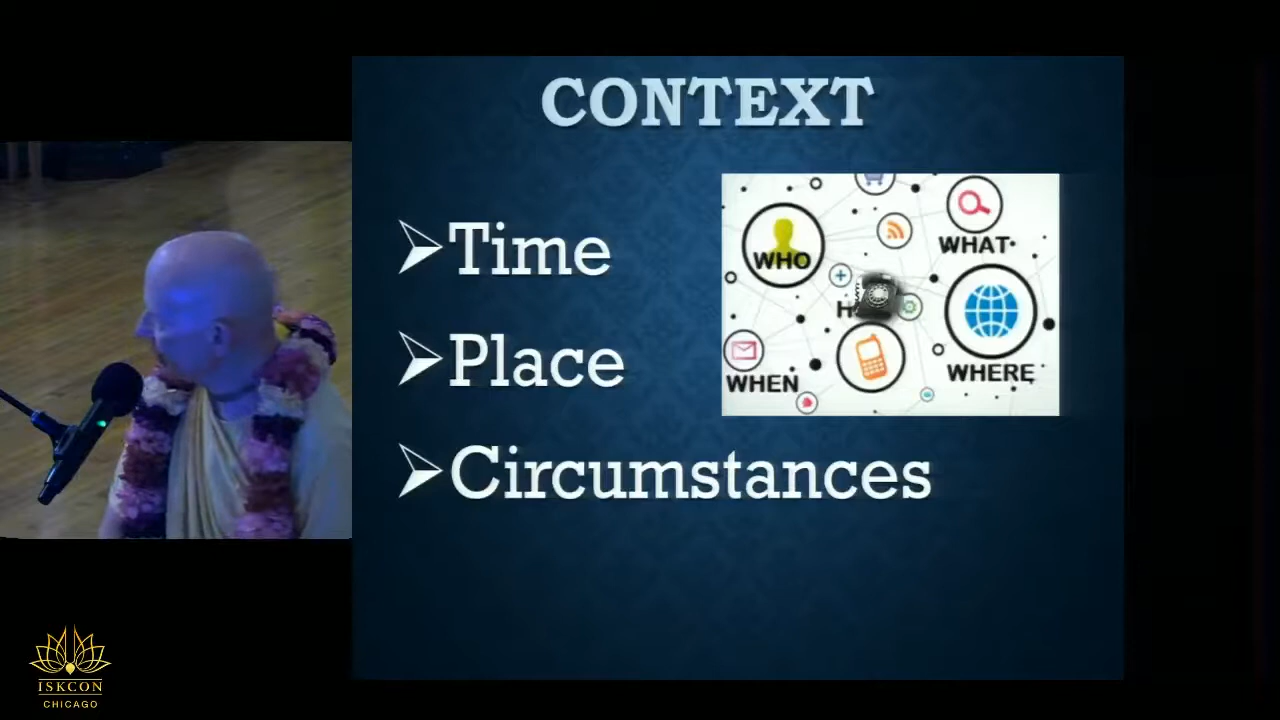 CONTEXT
Time
Place
Circumstances
WHO
WHAT
WHEN
WHERE
ISKCON
CHICAGO